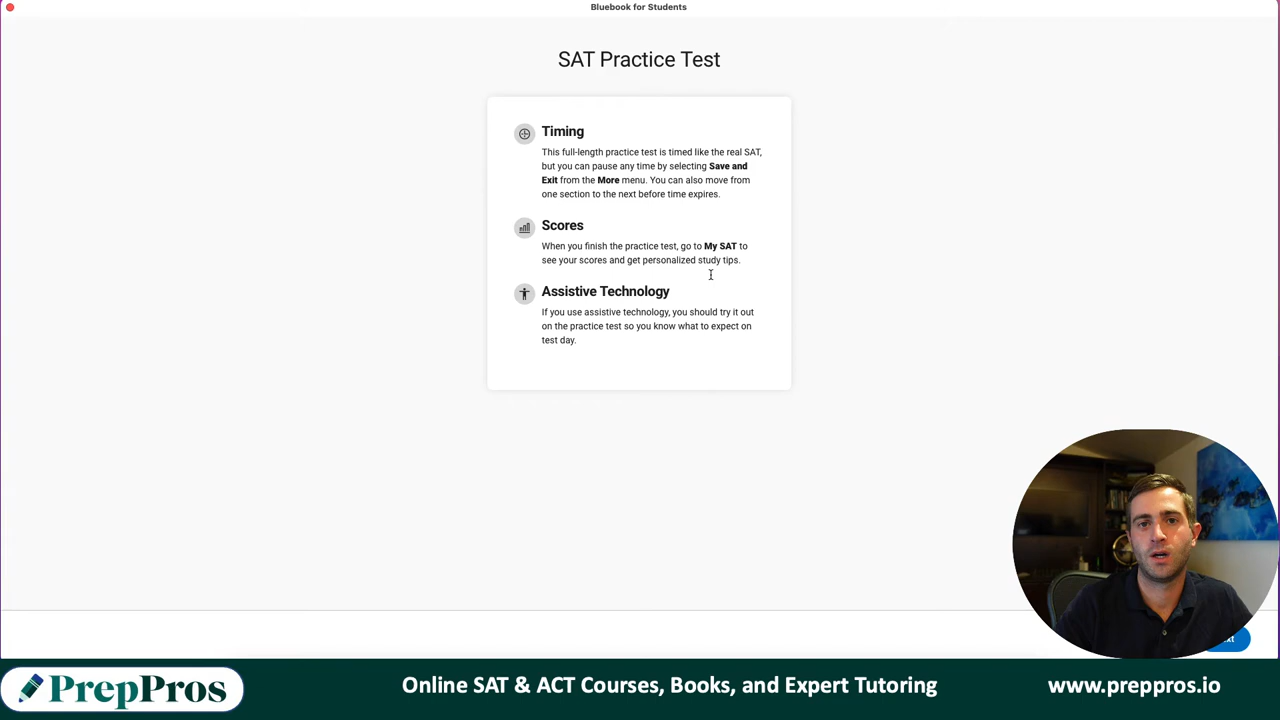 Bluebook for Students
SAT Practice Test
Timing
This full-length practice test is timed like the real SAT,
but you can pause any time by selecting Save and
Exit from the More menu. You can also move from
one section to the next before time expires.
Scores
When you finish the practice test, go to My SAT to
see your scores and get personalized study tips.
Assistive Technology
If you use assistive technology, you should try it out
on the practice test so you know what to expect on
test day.
PrepPros
Online SAT & ACT Courses, Books, and Expert Tutoring
www.preppros.io